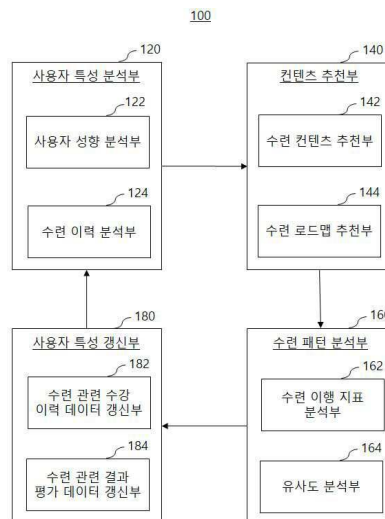 100
120
사용자 특성 분석부
122
사용자 성향 분석부
124
수련 이력 분석부
140
컨텐츠 추천부
142
수련 컨텐츠 추천부
144
수련 로드맵 추천부
180
사용자 특성 갱신부
182
수련 관련 수강
이력 데이터 갱신부
184
수련 관련 결과
평가 데이터 갱신부
160
수련 패턴 분석부
162
수련 이행 지표
분석부
164
유사도 분석부